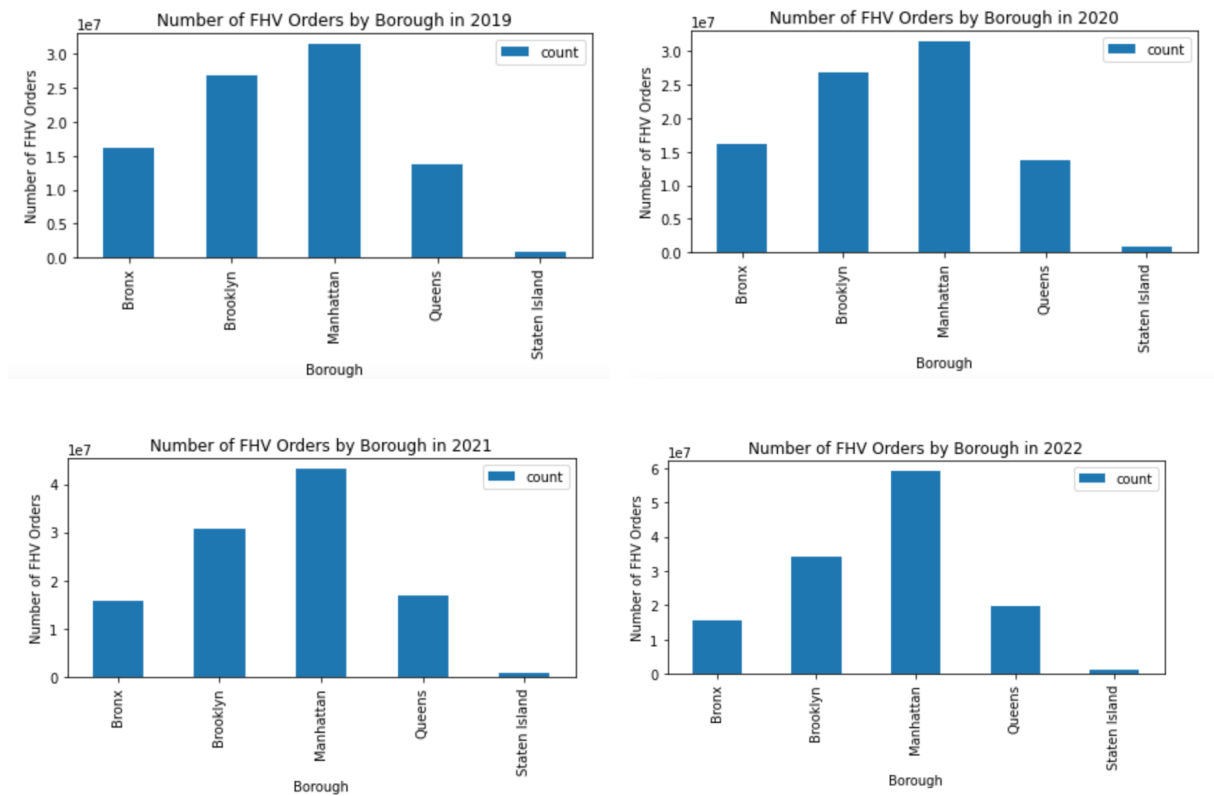 Number of FHV Orders by Borough in 2019
1e7
count
Number of FHV Orders
3.0
2.5
2.0
1.5
1.0
0.5
0.0
Bronx
Brooklyn
Manhattan
Queens
Staten Island
Borough
Number of FHV Orders by Borough in 2020
1e7
count
Number of FHV Orders
3.0
2.5
2.0
1.5
1.0
0.5
0.0
Bronx
Brooklyn
Manhattan
Queens
Staten Island
Borough
Number of FHV Orders by Borough in 2021
1e7
count
Number of FHV Orders
4
3
2
1
0
Bronx
Brooklyn
Manhattan
Queens
Staten Island
Borough
Number of FHV Orders by Borough in 2022
1e7
count
Number of FHV Orders
6
5
4
3
2
1
0
Bronx
Brooklyn
Manhattan
Queens
Staten Island
Borough